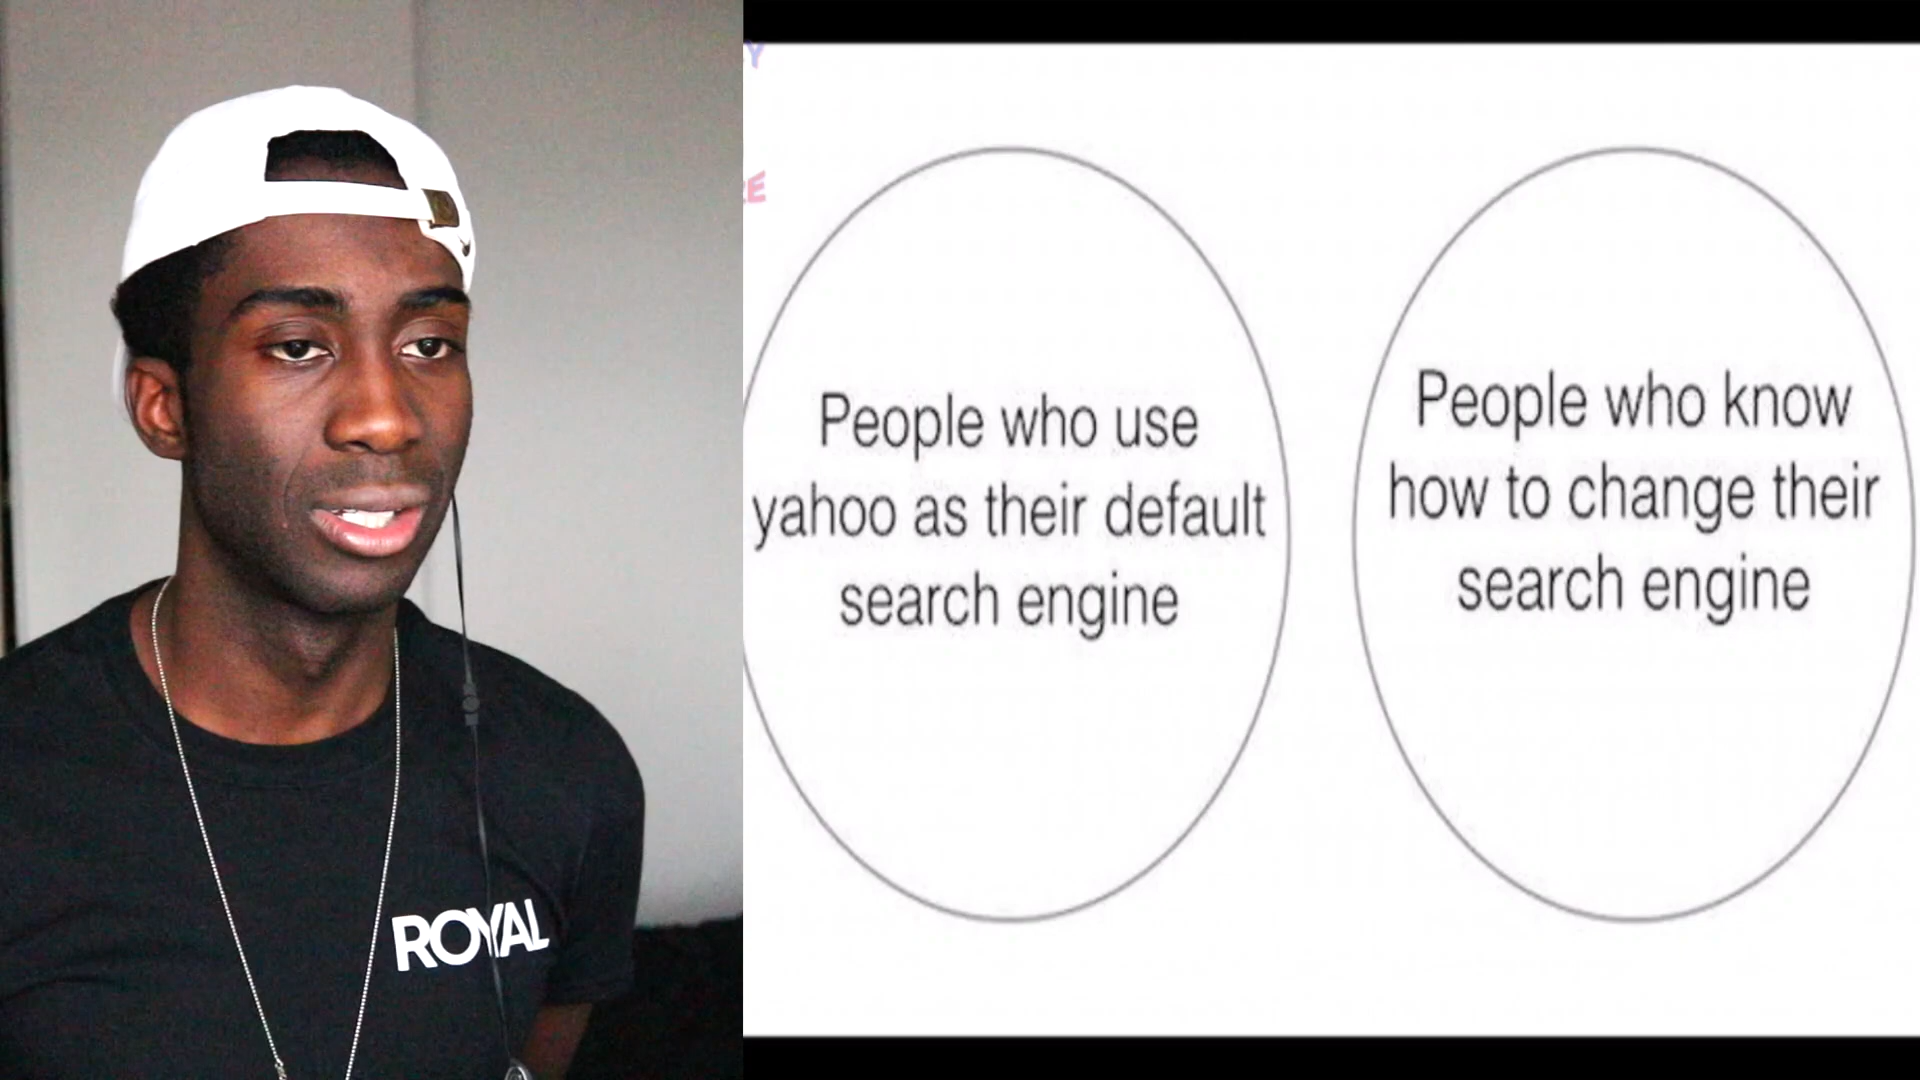 ROYAL
Y
RE
People who use
yahoo as their default
search engine
People who know
how to change their
search engine